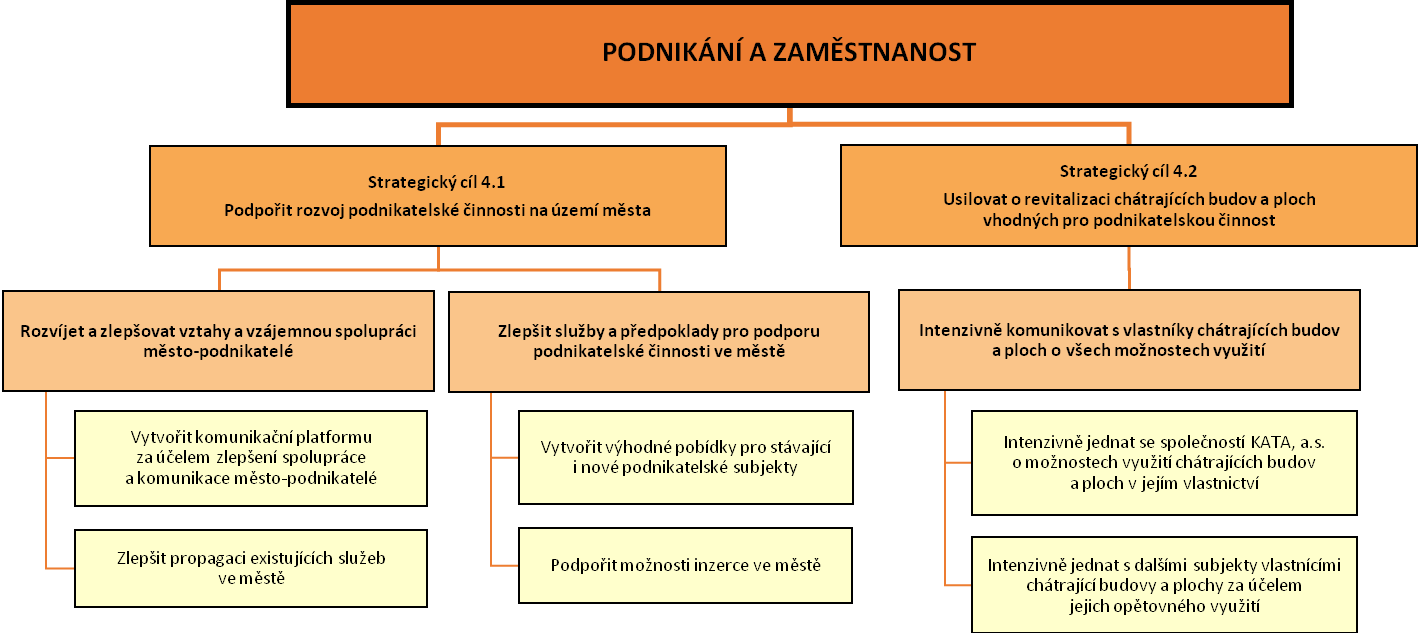 PODNIKÁNÍ A ZAMĚSTNANOST
Strategický cíl 4.1
Podpořit rozvoj podnikatelské činnosti na území města
Strategický cíl 4.2
Usilovat o revitalizaci chátrajících budov a ploch
vhodných pro podnikatelskou činnost
Rozvíjet a zlepšovat vztahy a vzájemnou spolupráci
město-podnikatelé
Zlepšit služby a předpoklady pro podporu
podnikatelské činnosti ve městě
Intenzivně komunikovat s vlastníky chátrajících budov
a ploch o všech možnostech využití
Vytvořit komunikační platformu
za účelem zlepšení spolupráce
a komunikace město-podnikatelé
Zlepšit propagaci existujících služeb
ve městě
Vytvořit výhodné pobídky pro stávající
i nové podnikatelské subjekty
Podpořit možnosti inzerce ve městě
Intenzivně jednat se společností KATA, a.s.
o možnostech využití chátrajících budov
a ploch v jejím vlastnictví
Intenzivně jednat s dalšími subjekty vlastnícími
chátrající budovy a plochy za účelem
jejich opětovného využití